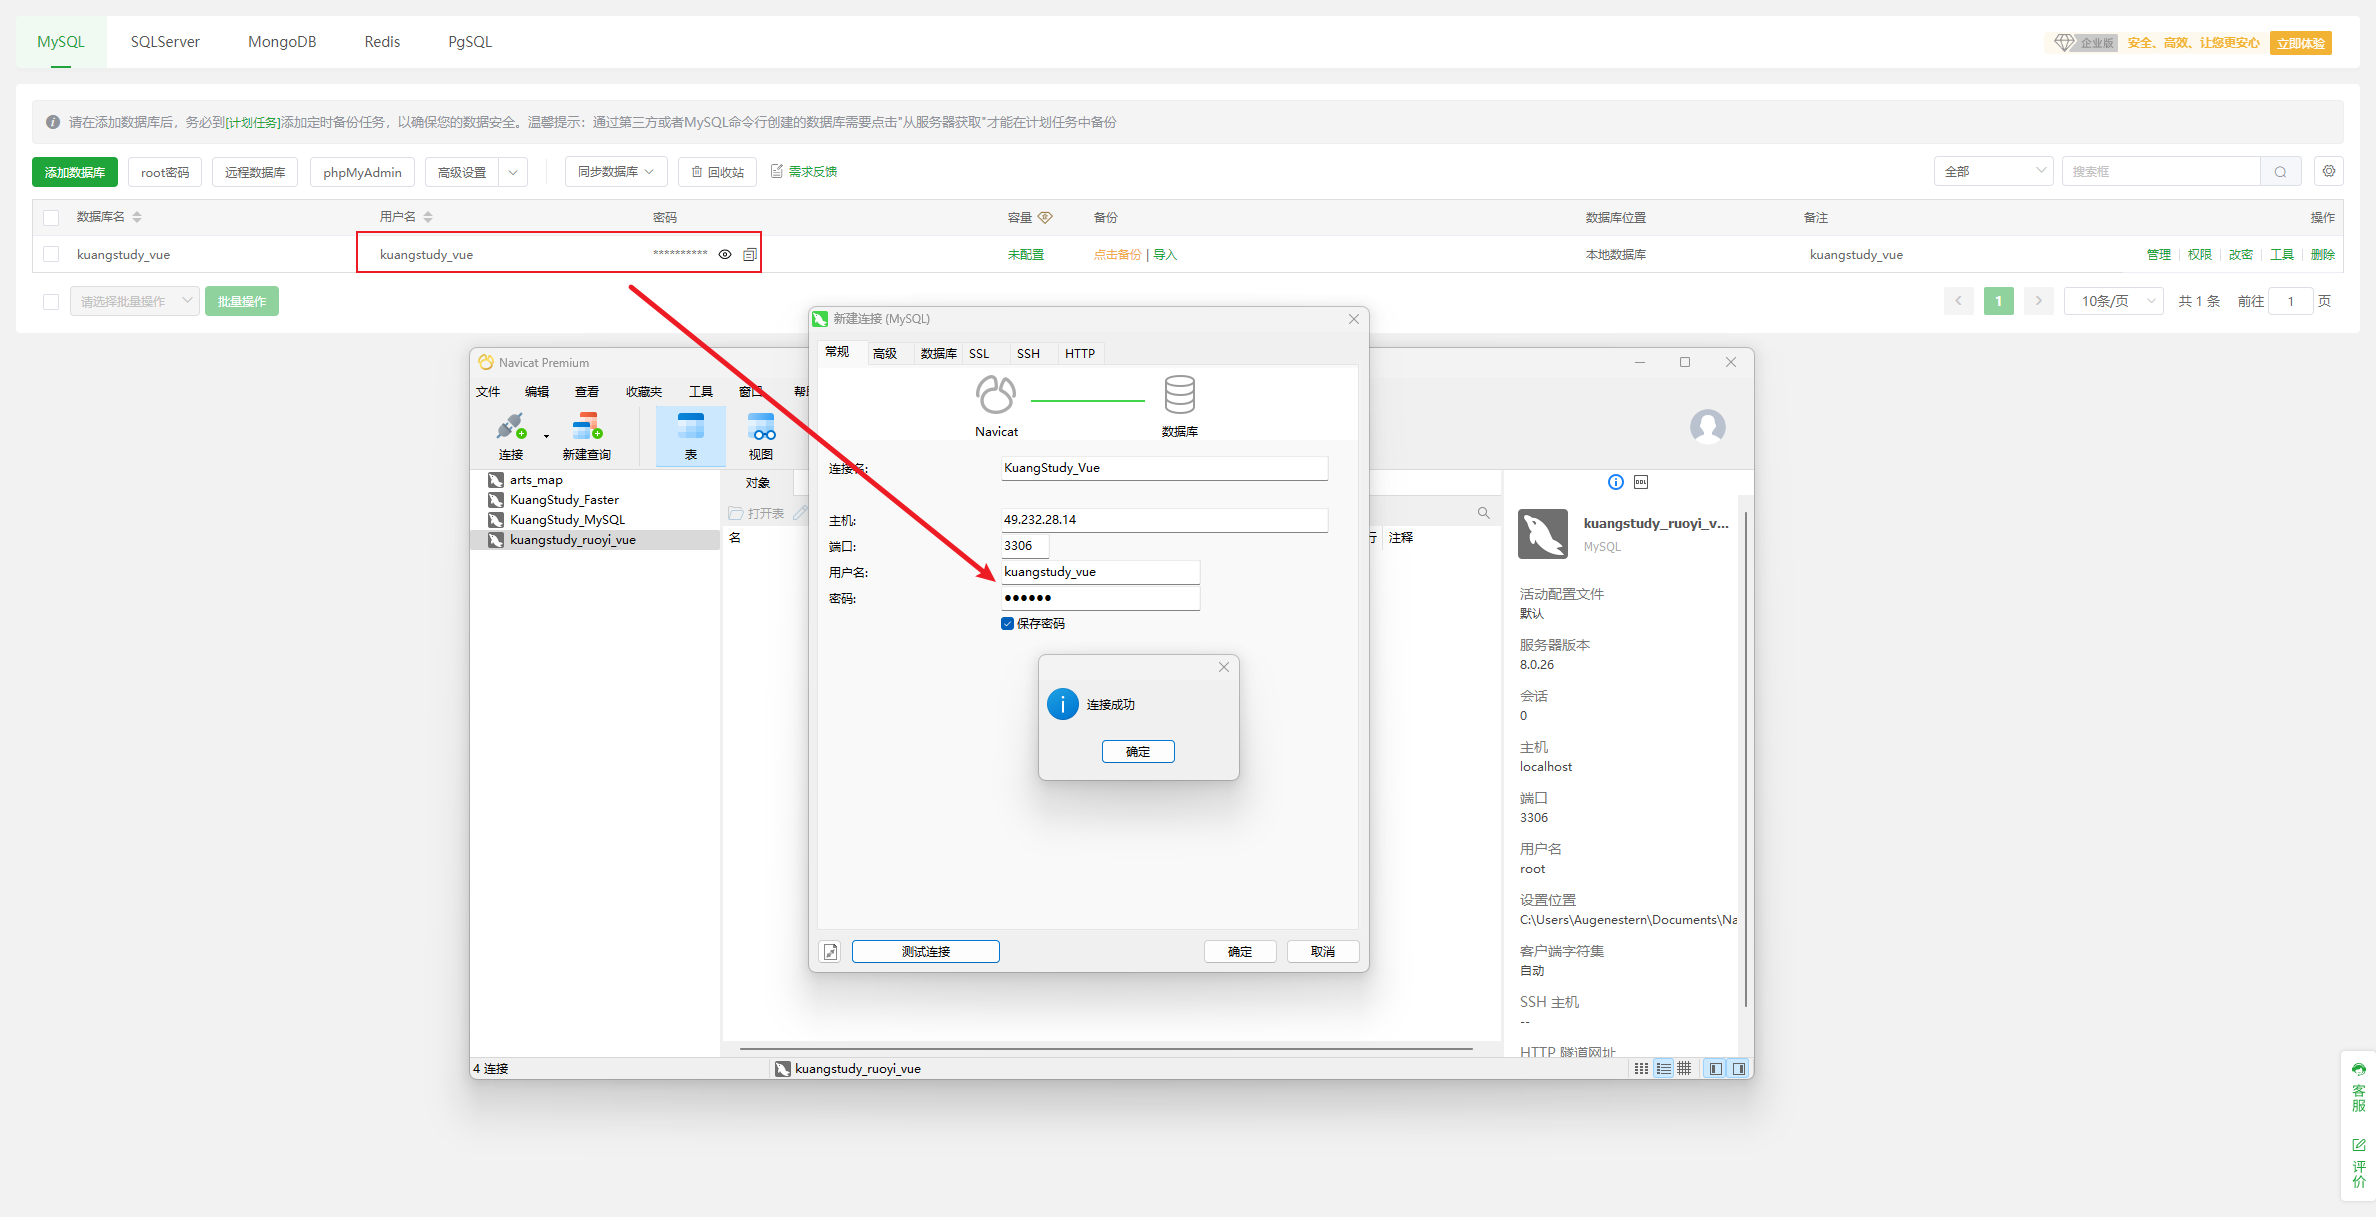 MySQL SQLServer MongoDB Redis PgSQL 企业版 安全、高效、让您更安心 立即体验
请在添加数据库后，务必到[计划任务]添加定时备份任务，以确保您的数据安全。温馨提示：通过第三方或者MySQL命令行创建的数据库需要点击"从服务器获取"才能在计划任务中备份
添加数据库 root密码 远程数据库 phpMyAdmin 高级设置 同步数据库 回收站 需求反馈 全部 搜索框
数据库名 用户名 密码 容量 备份 数据库位置 备注 操作
kuangstudy_vue kuangstudy_vue ********** 未配置 点击备份 | 导入 本地数据库 kuangstudy_vue 管理 | 权限 | 改密 | 工具 | 删除
请选择批量操作 批量操作 1 10条/页 共 1 条 前往 1 页
Navicat Premium
文件 编辑 查看 收藏夹 工具 窗口
连接 新建查询 表 视图
arts_map
KuangStudy_Faster
KuangStudy_MySQL
kuangstudy_ruoyi_vue
对象
打开表
名 行 注释
新建连接 (MySQL)
常规 高级 数据库 SSL SSH HTTP
Navicat 数据库
连接名: KuangStudy_Vue
主机: 49.232.28.14
端口: 3306
用户名: kuangstudy_vue
密码: ●●●●●●
保存密码
连接成功
确定
测试连接 确定 取消
kuangstudy_ruoyi_v...
MySQL
活动配置文件
默认
服务器版本
8.0.26
会话
0
主机
localhost
端口
3306
用户名
root
设置位置
C:\Users\Augenestern\Documents\Na
客户端字符集
自动
SSH 主机
--
HTTP 隧道网址
4 连接 kuangstudy_ruoyi_vue
客服
评价